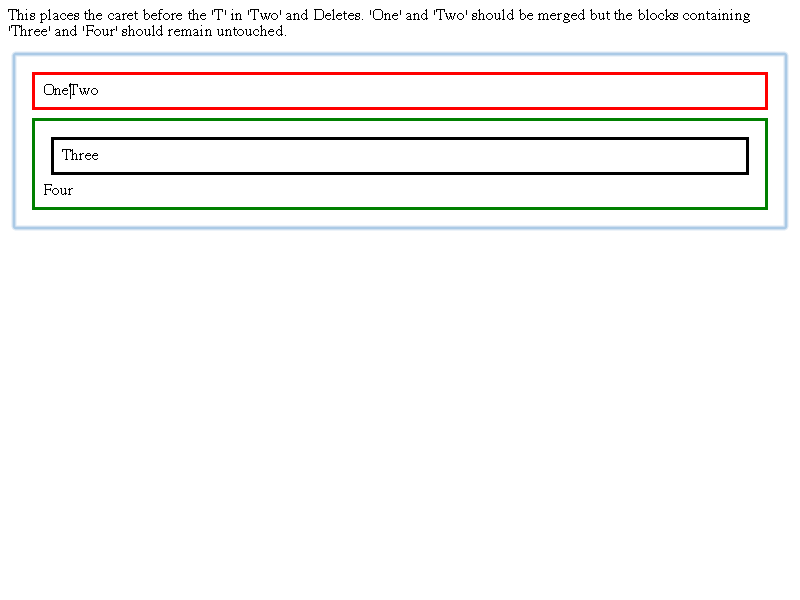 This places the caret before the 'T' in 'Two' and Deletes. 'One' and 'Two' should be merged but the blocks containing
'Three' and 'Four' should remain untouched.
OneTwo
Three
Four